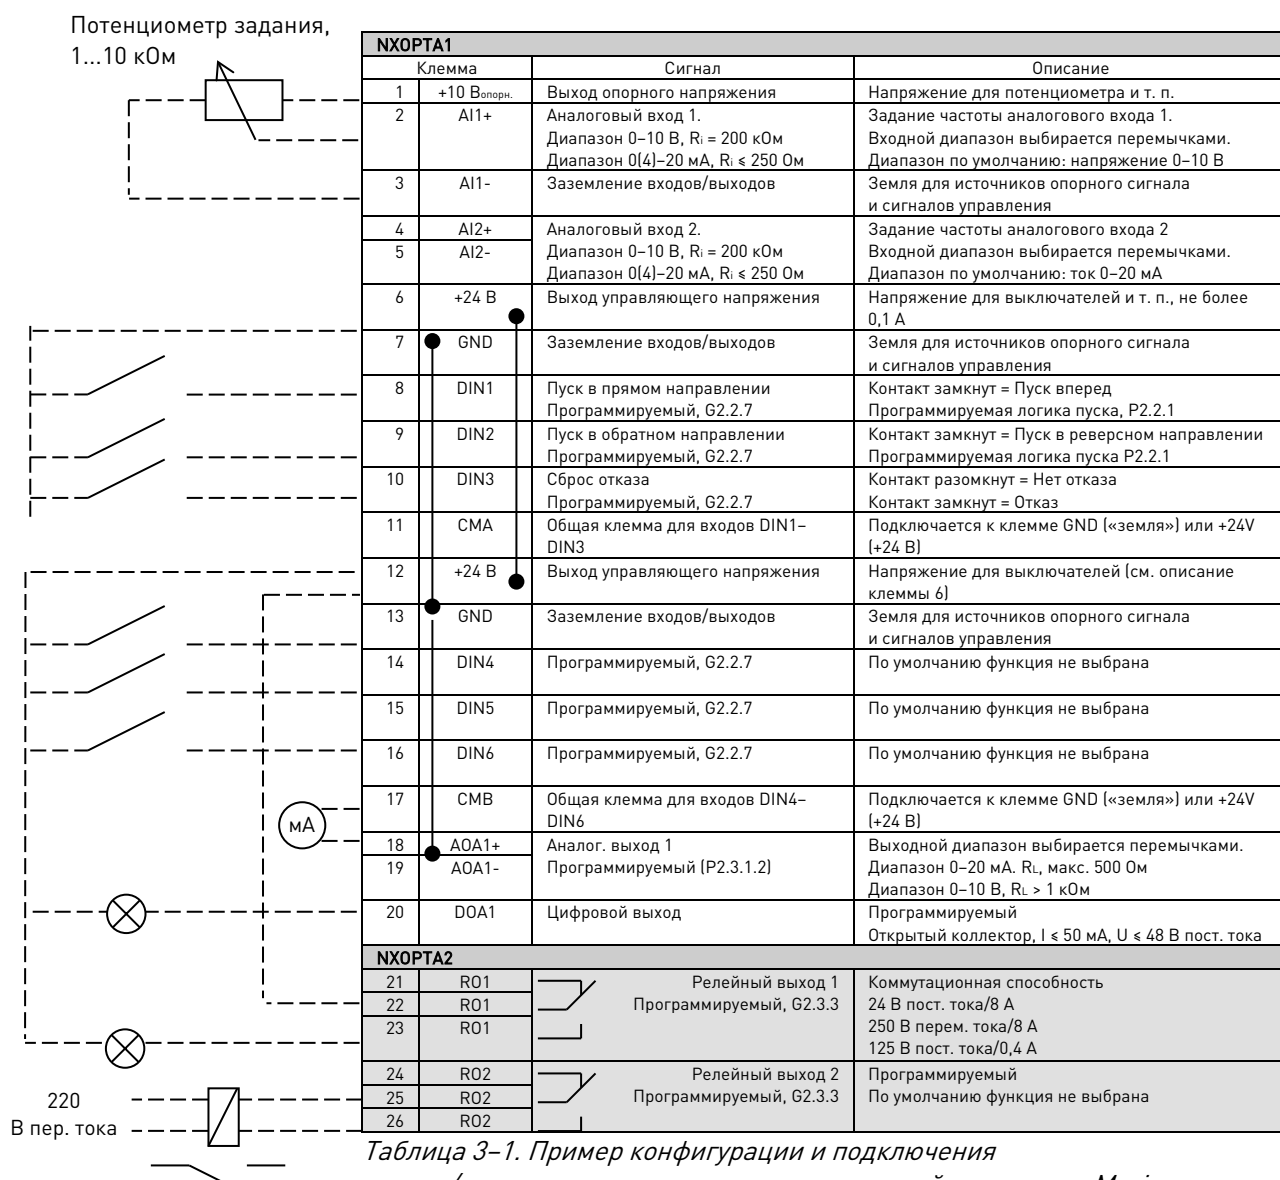 Потенциометр задания,
1...10 кОм
NXOPTA1
Клемма Сигнал Описание
1 +10 Вопорн. Выход опорного напряжения Напряжение для потенциометра и т. п.
2 AI1+ Аналоговый вход 1. Задание частоты аналогового входа 1.
Диапазон 0–10 В, Ri = 200 кОм Входной диапазон выбирается перемычками.
Диапазон 0(4)–20 мА, Ri ≤ 250 Ом Диапазон по умолчанию: напряжение 0–10 В
3 AI1- Заземление входов/выходов Земля для источников опорного сигнала
и сигналов управления
4 AI2+ Аналоговый вход 2. Задание частоты аналогового входа 2
5 AI2- Диапазон 0–10 В, Ri = 200 кОм Входной диапазон выбирается перемычками.
Диапазон 0(4)–20 мА, Ri ≤ 250 Ом Диапазон по умолчанию: ток 0–20 мА
6 +24 В Выход управляющего напряжения Напряжение для выключателей и т. п., не более
0,1 А
7 GND Заземление входов/выходов Земля для источников опорного сигнала
и сигналов управления
8 DIN1 Пуск в прямом направлении Контакт замкнут = Пуск вперед
Программируемый, G2.2.7 Программируемая логика пуска, P2.2.1
9 DIN2 Пуск в обратном направлении Контакт замкнут = Пуск в реверсном направлении
Программируемый, G2.2.7 Программируемая логика пуска P2.2.1
10 DIN3 Сброс отказа Контакт разомкнут = Нет отказа
Программируемый, G2.2.7 Контакт замкнут = Отказ
11 CMA Общая клемма для входов DIN1– Подключается к клемме GND («земля») или +24V
DIN3 (+24 В)
12 +24 В Выход управляющего напряжения Напряжение для выключателей (см. описание
клеммы 6)
13 GND Заземление входов/выходов Земля для источников опорного сигнала
и сигналов управления
14 DIN4 Программируемый, G2.2.7 По умолчанию функция не выбрана
15 DIN5 Программируемый, G2.2.7 По умолчанию функция не выбрана
16 DIN6 Программируемый, G2.2.7 По умолчанию функция не выбрана
17 CMB Общая клемма для входов DIN4– Подключается к клемме GND («земля») или +24V
DIN6 (+24 В)
мА
18 AOA1+ Аналог. выход 1 Выходной диапазон выбирается перемычками.
19 AOA1- Программируемый (P2.3.1.2) Диапазон 0–20 мА. RL, макс. 500 Ом
Диапазон 0–10 В, RL > 1 кОм
20 DOA1 Цифровой выход Программируемый
Открытый коллектор, I ≤ 50 мА, U ≤ 48 В пост. тока
NXOPTA2
21 RO1 Релейный выход 1 Коммутационная способность
22 RO1 Программируемый, G2.3.3 24 В пост. тока/8 А
23 RO1 250 В перем. тока/8 А
125 В пост. тока/0,4 А
24 RO2 Релейный выход 2 Программируемый
25 RO2 Программируемый, G2.3.3 По умолчанию функция не выбрана
26 RO2
220
В пер. тока
Таблица 3–1. Пример конфигурации и подключения